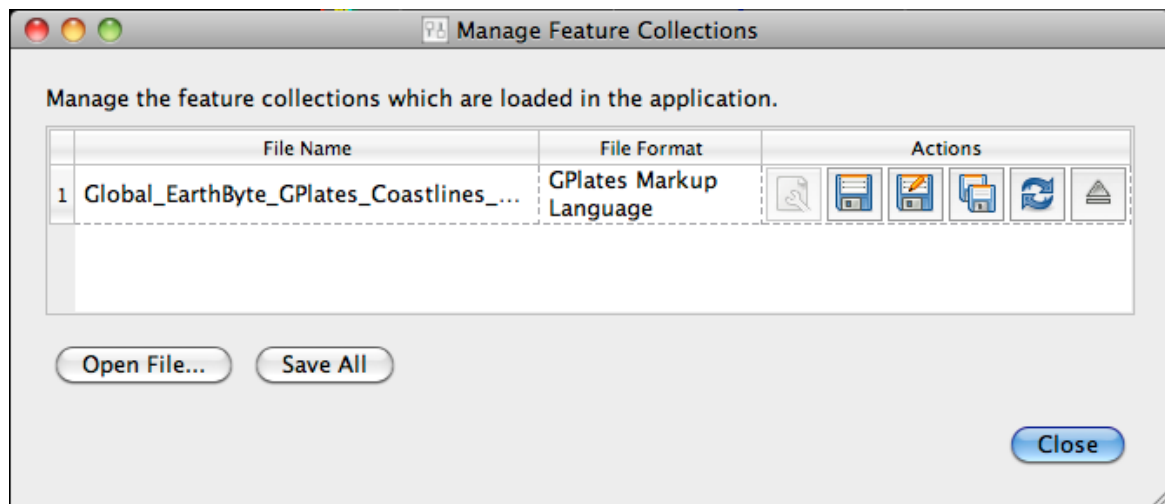 Manage Feature Collections
Manage the feature collections which are loaded in the application.
File Name File Format Actions
1 Global_EarthByte_GPlates_Coastlines_... GPlates Markup
Language
Open File... Save All
Close